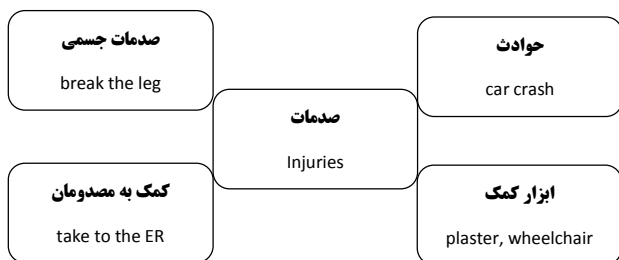 صدمات جسمی
break the leg
حوادث
car crash
صدمات
Injuries
کمک به مصدومان
take to the ER
ابزار کمک
plaster, wheelchair